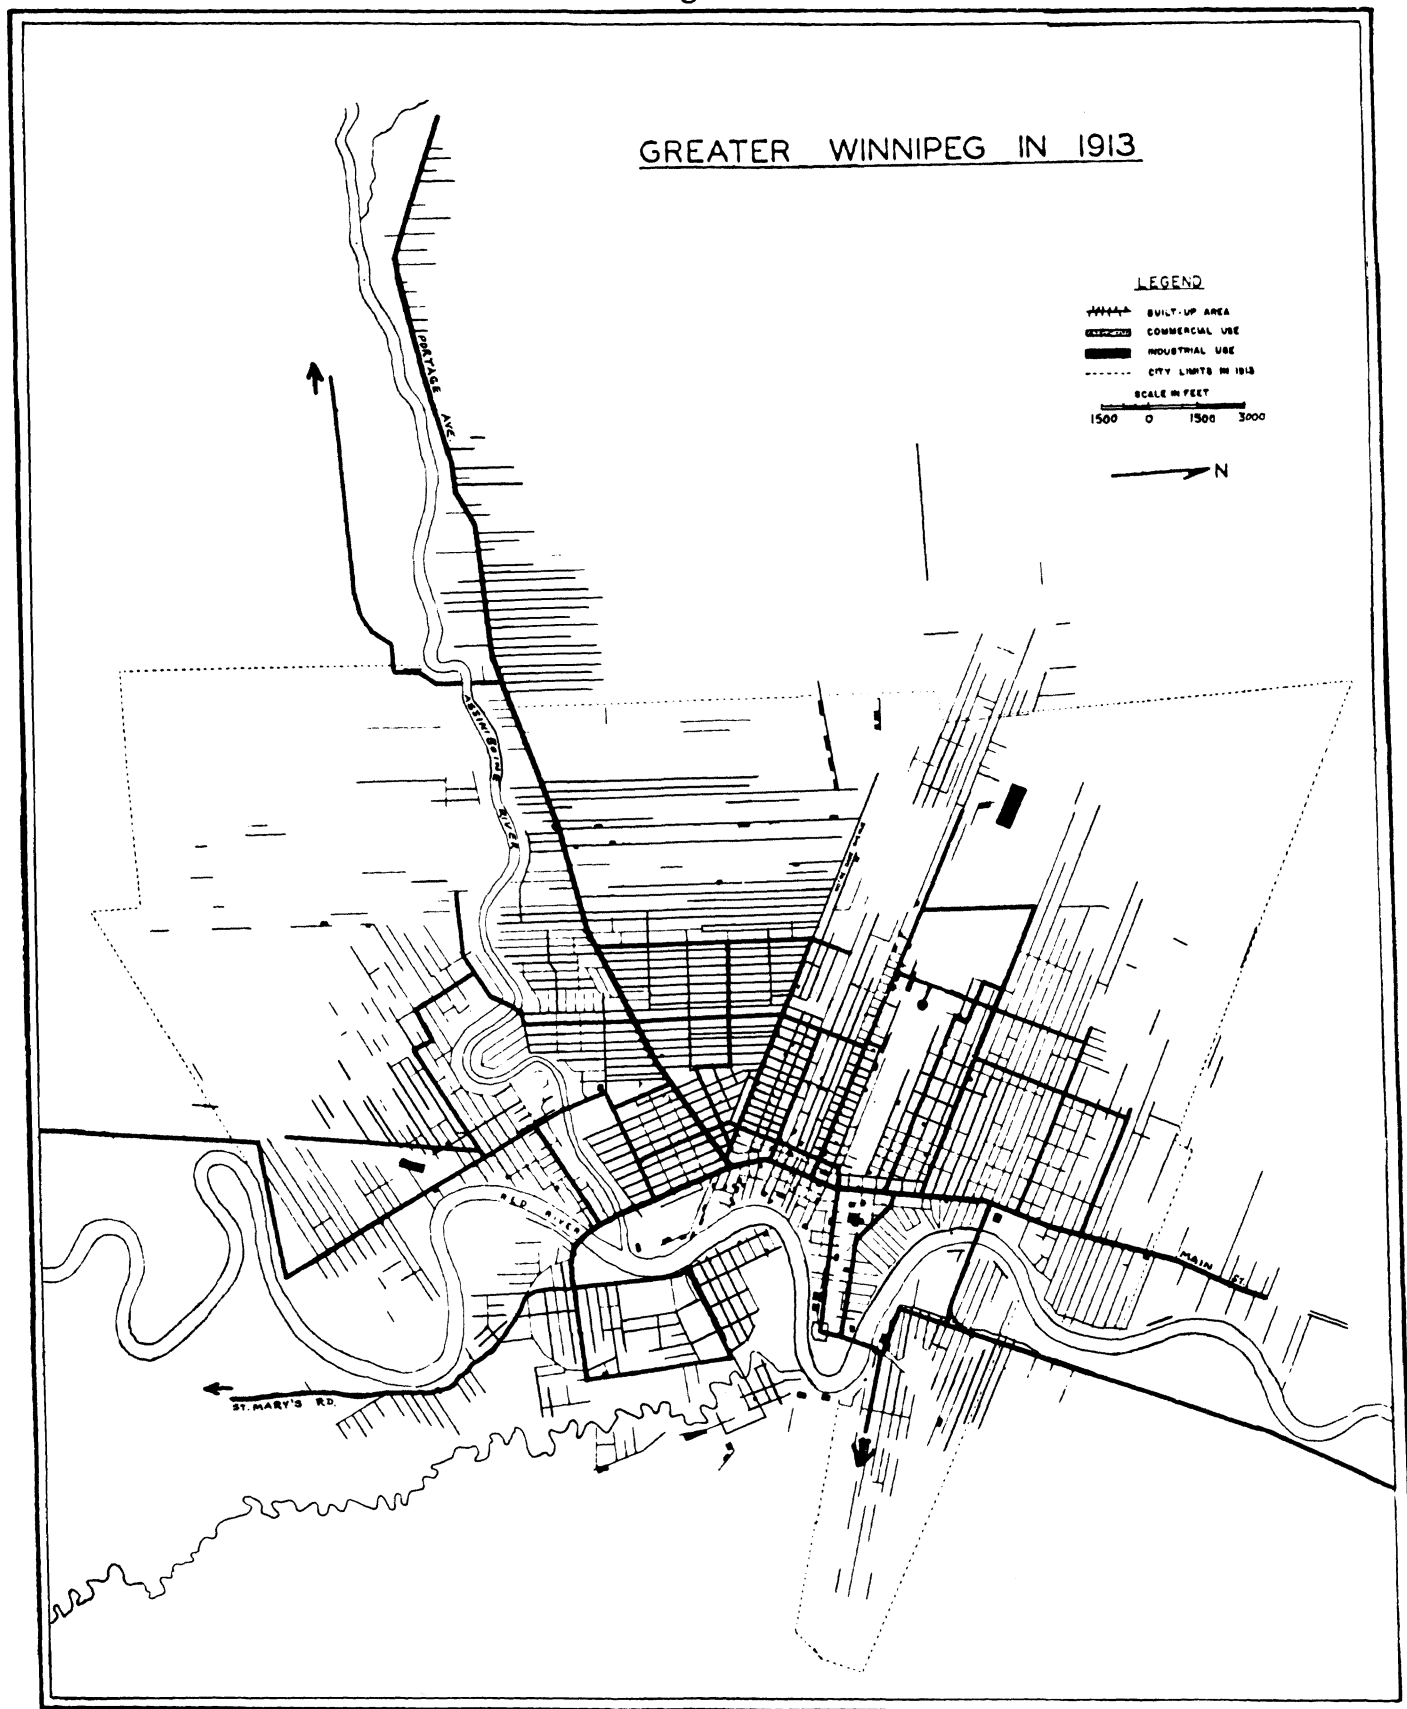 GREATER WINNIPEG IN 1913
LEGEND
BUILT-UP AREA
COMMERCIAL USE
INDUSTRIAL USE
CITY LIMITS IN 1913
SCALE IN FEET
1500 0 1500 3000
N
PORTAGE AVE.
ASSINIBOINE RIVER
RED RIVER
MAIN ST.
ST. MARY'S RD.